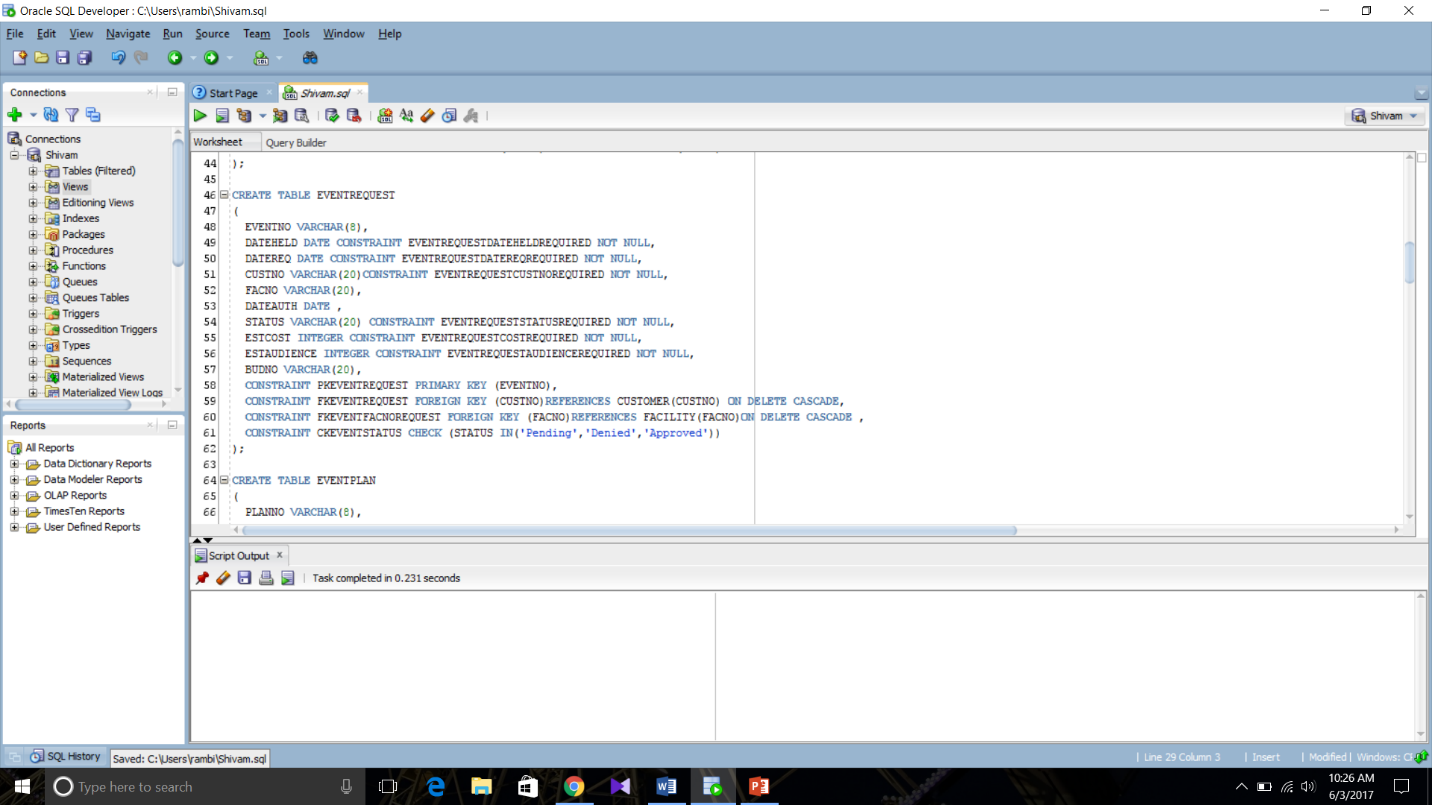 Oracle SQL Developer : C:\Users\rambi\Shivam.sql
File Edit View Navigate Run Source Team Tools Window Help
Connections
Connections
Shivam
Tables (Filtered)
Views
Editioning Views
Indexes
Packages
Procedures
Functions
Queues
Queues Tables
Triggers
Crossedition Triggers
Types
Sequences
Materialized Views
Materialized View Logs
Reports
All Reports
Data Dictionary Reports
Data Modeler Reports
OLAP Reports
TimesTen Reports
User Defined Reports
Start Page Shivam.sql
Shivam
Worksheet Query Builder
44 );
45
46 CREATE TABLE EVENTREQUEST
47 (
48 EVENTNO VARCHAR(8),
49 DATEHELD DATE CONSTRAINT EVENTREQUESTDATEHELDREQUIRED NOT NULL,
50 DATEREQ DATE CONSTRAINT EVENTREQUESTDATEREQREQUIRED NOT NULL,
51 CUSTNO VARCHAR(20)CONSTRAINT EVENTREQUESTCUSTNOREQUIRED NOT NULL,
52 FACNO VARCHAR(20),
53 DATEAUTH DATE ,
54 STATUS VARCHAR(20) CONSTRAINT EVENTREQUESTSTATUSREQUIRED NOT NULL,
55 ESTCOST INTEGER CONSTRAINT EVENTREQUESTCOSTREQUIRED NOT NULL,
56 ESTAUDIENCE INTEGER CONSTRAINT EVENTREQUESTAUDIENCEREQUIRED NOT NULL,
57 BUDNO VARCHAR(20),
58 CONSTRAINT PKEVENTREQUEST PRIMARY KEY (EVENTNO),
59 CONSTRAINT FKEVENTREQUEST FOREIGN KEY (CUSTNO)REFERENCES CUSTOMER(CUSTNO) ON DELETE CASCADE,
60 CONSTRAINT FKEVENTFACNOREQUEST FOREIGN KEY (FACNO)REFERENCES FACILITY(FACNO)ON DELETE CASCADE ,
61 CONSTRAINT CKEVENTSTATUS CHECK (STATUS IN('Pending','Denied','Approved'))
62 );
63
64 CREATE TABLE EVENTPLAN
65 (
66 PLANNO VARCHAR(8),
Script Output
Task completed in 0.231 seconds
SQL History Saved: C:\Users\rambi\Shivam.sql
Line 29 Column 3 Insert Modified Windows:
Type here to search
10:26 AM
6/3/2017